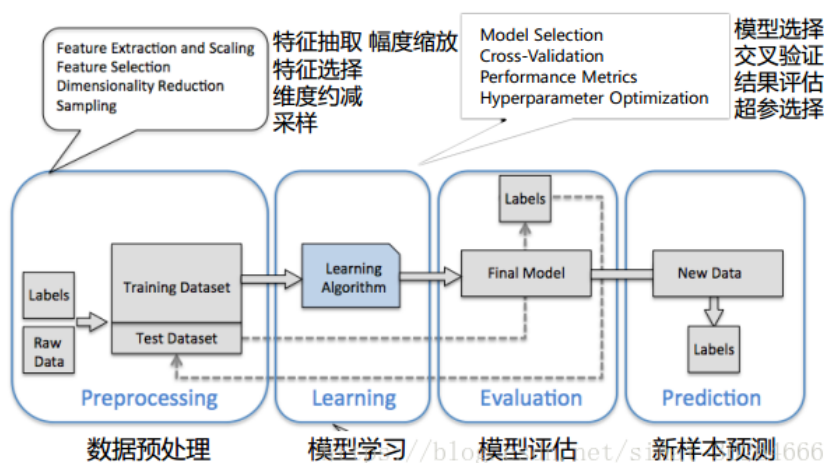 Feature Extraction and Scaling
Feature Selection
Dimensionality Reduction
Sampling
特征抽取 幅度缩放
特征选择
维度约减
采样
Model Selection
Cross-Validation
Performance Metrics
Hyperparameter Optimization
模型选择
交叉验证
结果评估
超参选择
Labels
Raw
Data
Training Dataset
Test Dataset
Preprocessing
Learning
Algorithm
Learning
Labels
Final Model
Evaluation
New Data
Labels
Prediction
数据预处理
模型学习
模型评估
新样本预测